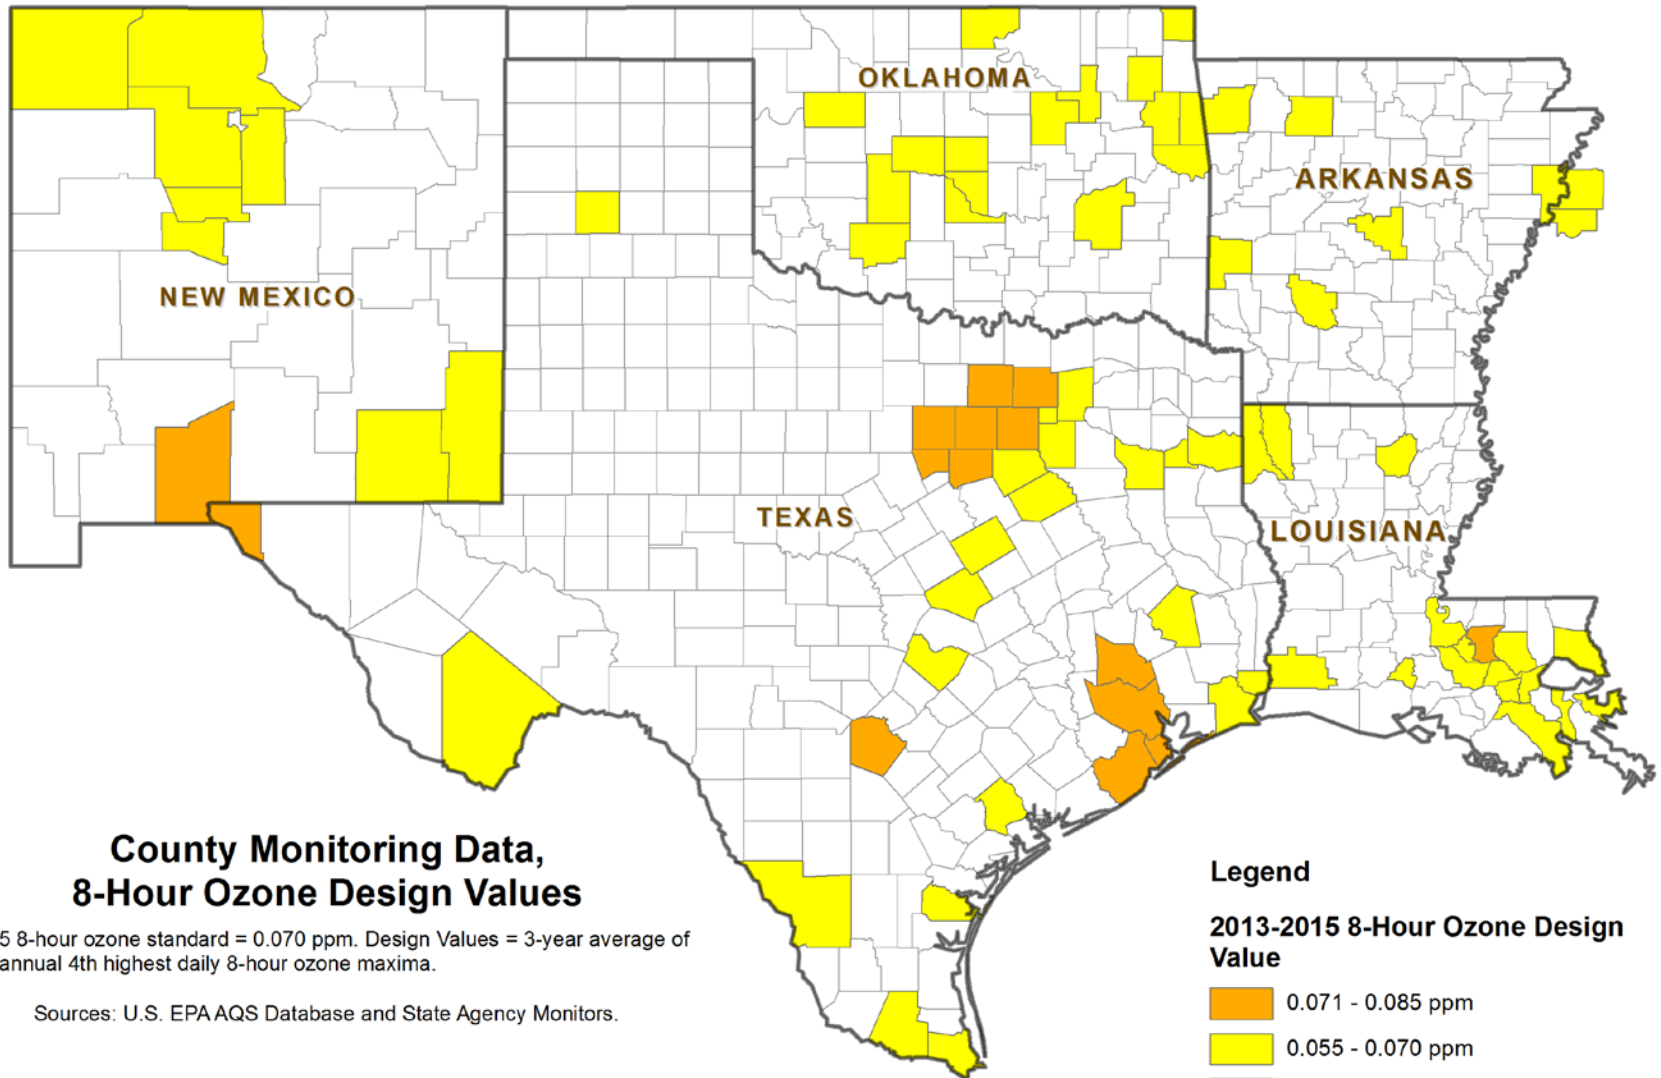 OKLAHOMA
ARKANSAS
NEW MEXICO
TEXAS
LOUISIANA
County Monitoring Data,
8-Hour Ozone Design Values
5 8-hour ozone standard = 0.070 ppm. Design Values = 3-year average of
annual 4th highest daily 8-hour ozone maxima.
Sources: U.S. EPA AQS Database and State Agency Monitors.
Legend
2013-2015 8-Hour Ozone Design
Value
0.071 - 0.085 ppm
0.055 - 0.070 ppm